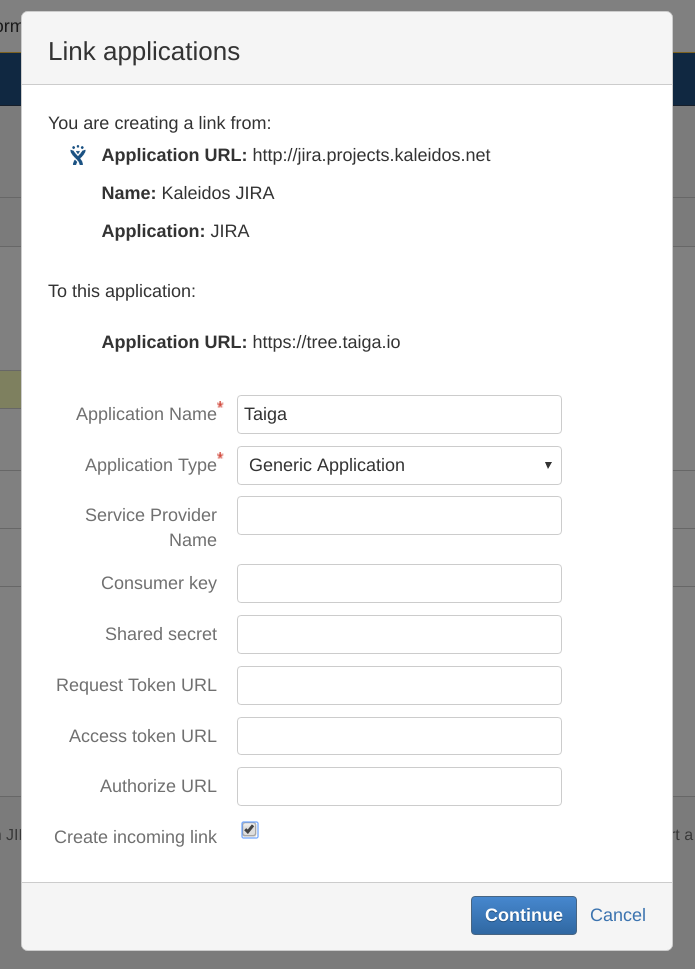 Link applications
You are creating a link from:
Application URL: http://jira.projects.kaleidos.net
Name: Kaleidos JIRA
Application: JIRA
To this application:
Application URL: https://tree.taiga.io
Application Name* Taiga
Application Type* Generic Application
Service Provider
Name
Consumer key
Shared secret
Request Token URL
Access token URL
Authorize URL
Create incoming link
Continue Cancel